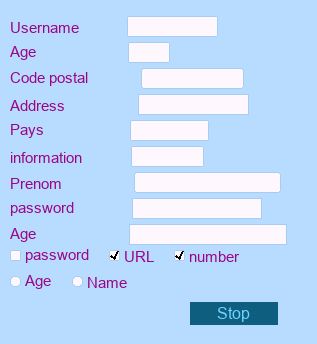 Username
Age
Code postal
Address
Pays
information
Prenom
password
Age
password URL number
Age Name
Stop